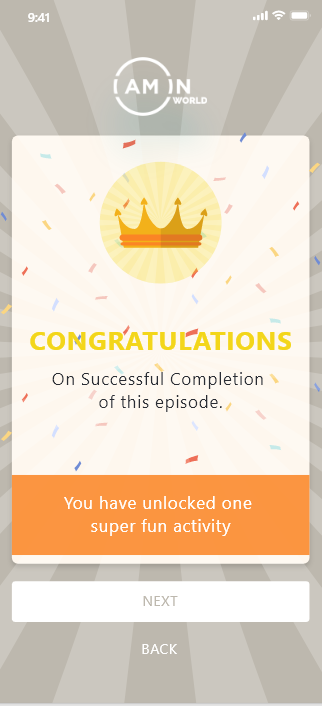 9:41
I AM IN
WORLD
CONGRATULATIONS
On Successful Completion
of this episode.
You have unlocked one
super fun activity
NEXT
BACK